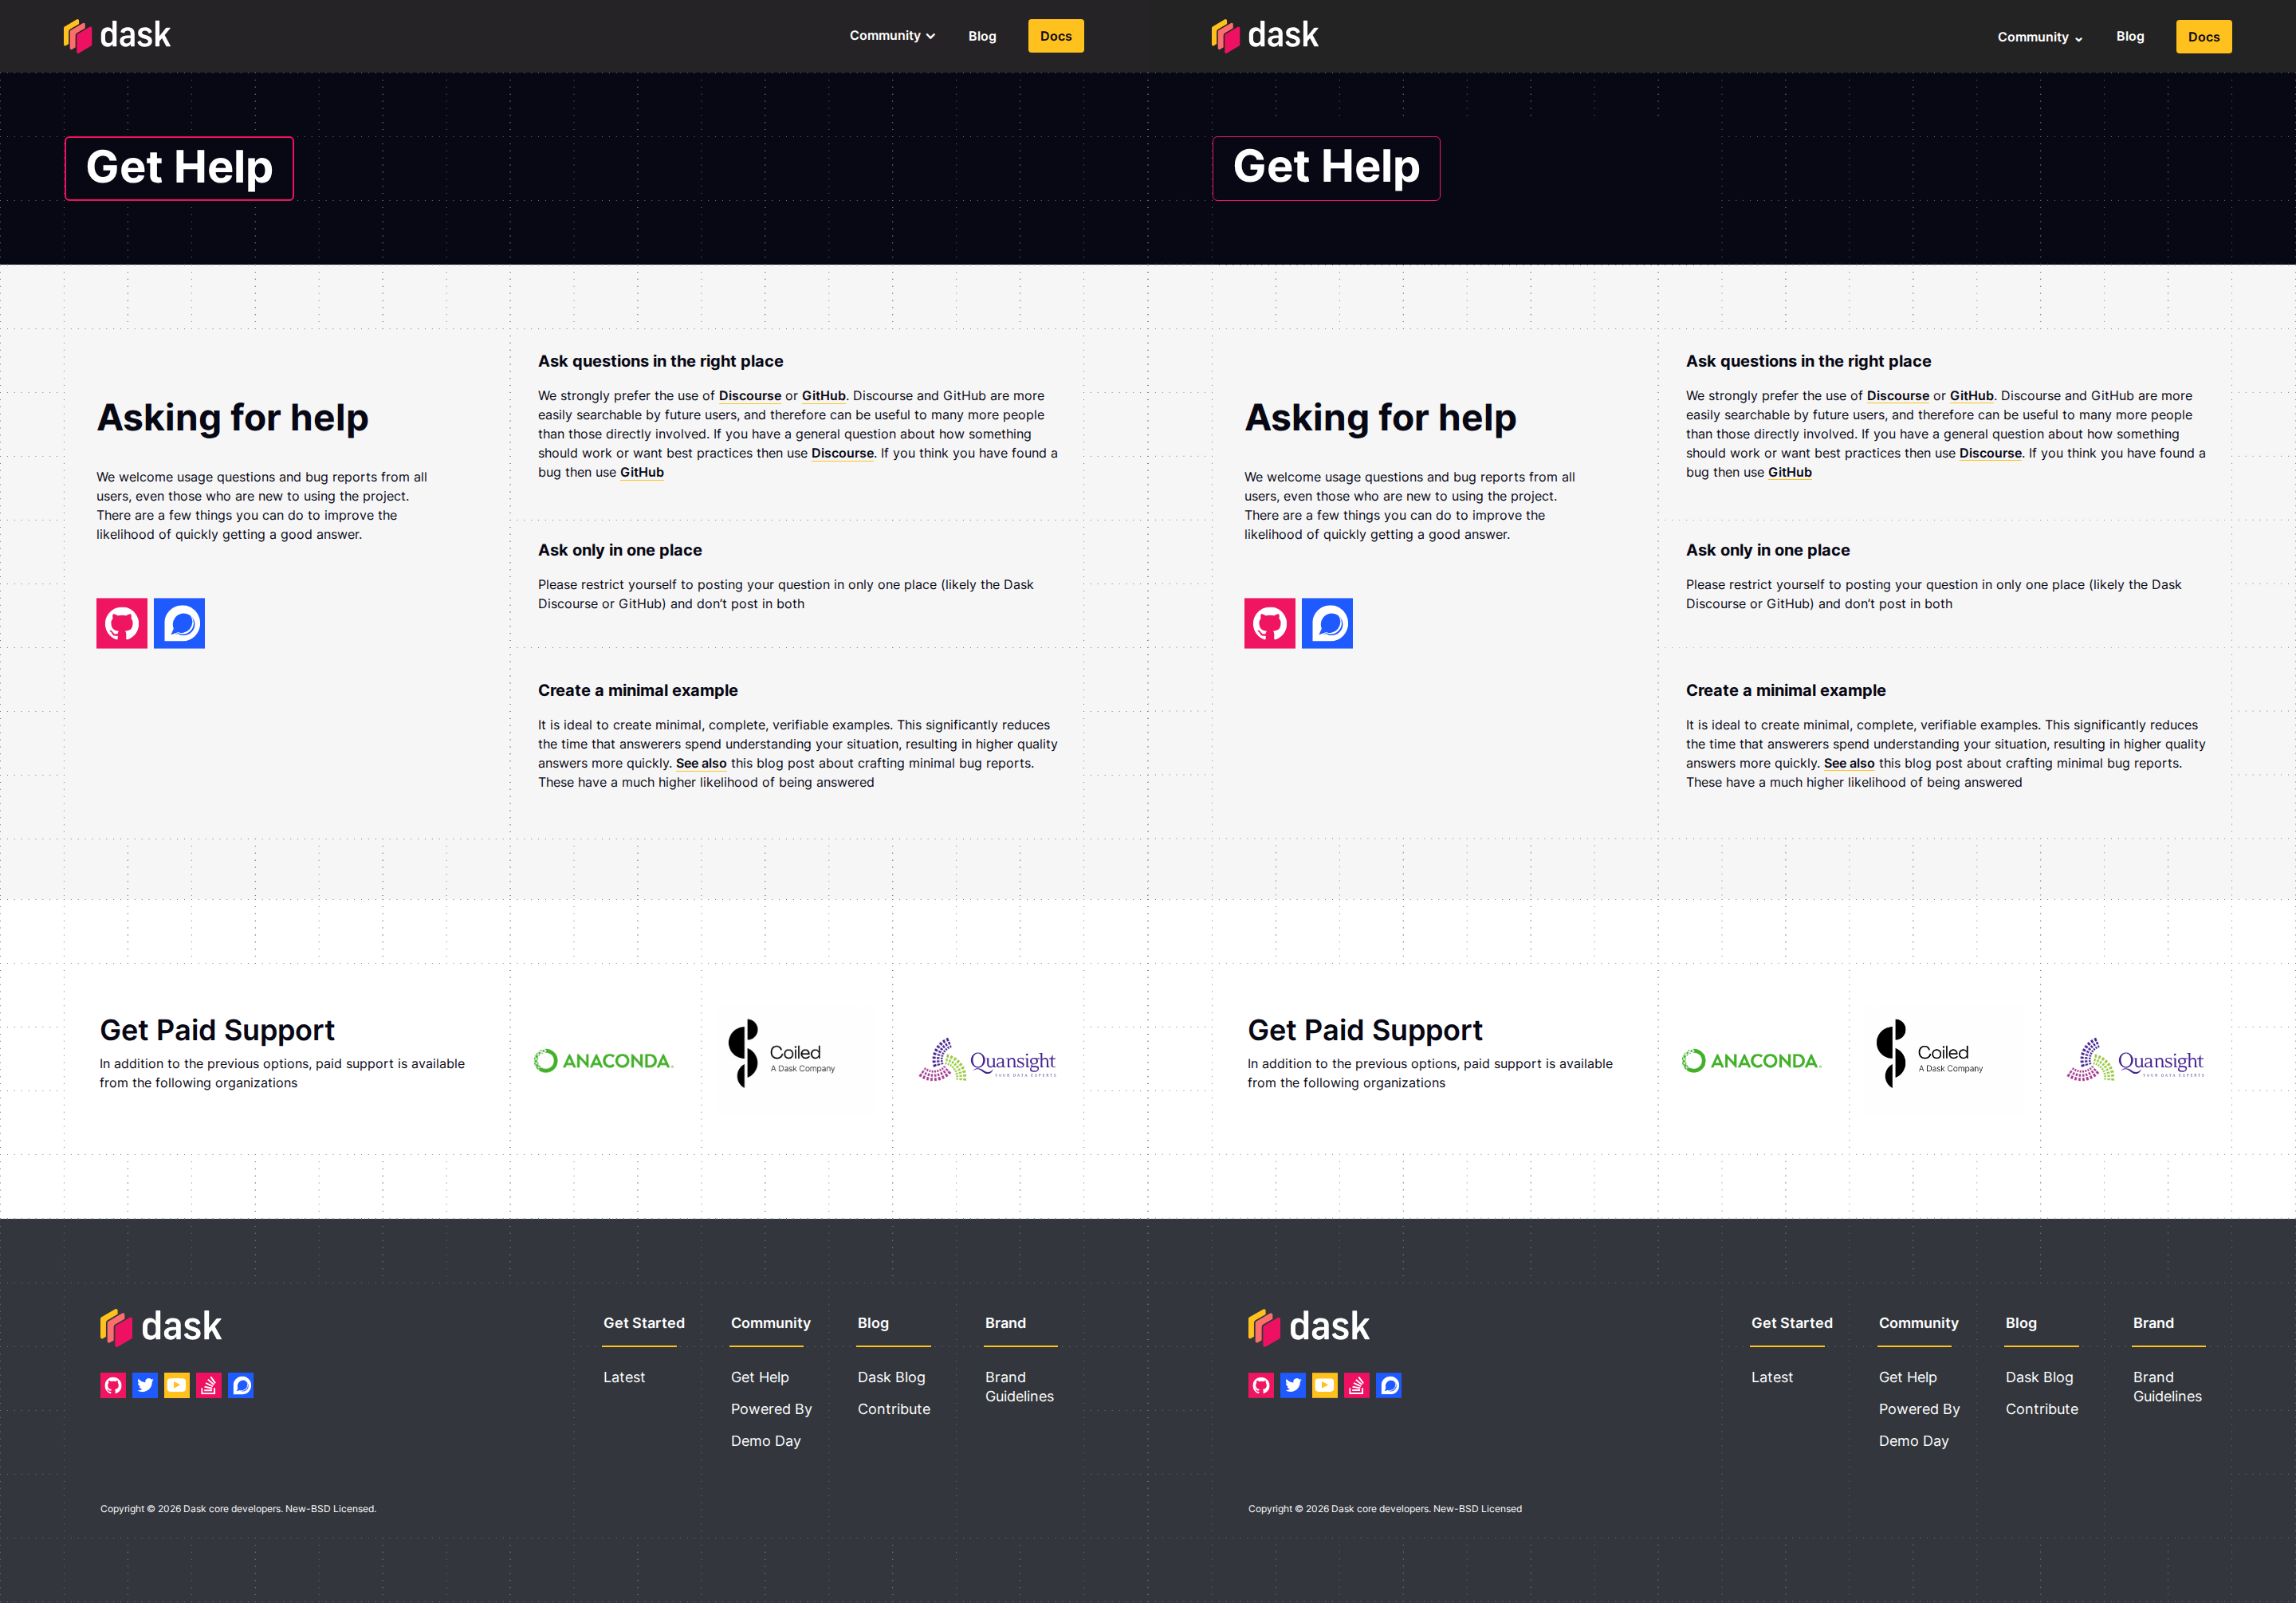 dask
Community
Blog
Docs
Get Help
Asking for help
We welcome usage questions and bug reports from all
users, even those who are new to using the project.
There are a few things you can do to improve the
likelihood of quickly getting a good answer.
Ask questions in the right place
We strongly prefer the use of Discourse or GitHub. Discourse and GitHub are more
easily searchable by future users, and therefore can be useful to many more people
than those directly involved. If you have a general question about how something
should work or want best practices then use Discourse. If you think you have found a
bug then use GitHub
Ask only in one place
Please restrict yourself to posting your question in only one place (likely the Dask
Discourse or GitHub) and don’t post in both
Create a minimal example
It is ideal to create minimal, complete, verifiable examples. This significantly reduces
the time that answerers spend understanding your situation, resulting in higher quality
answers more quickly. See also this blog post about crafting minimal bug reports.
These have a much higher likelihood of being answered
Get Paid Support
In addition to the previous options, paid support is available
from the following organizations
ANACONDA.
Coiled
A Dask Company
Quansight
YOUR DATA EXPERTS
dask
Get Started
Latest
Community
Get Help
Powered By
Demo Day
Blog
Dask Blog
Contribute
Brand
Brand
Guidelines
Copyright © 2026 Dask core developers. New-BSD Licensed.
dask
Community
Blog
Docs
Get Help
Asking for help
We welcome usage questions and bug reports from all
users, even those who are new to using the project.
There are a few things you can do to improve the
likelihood of quickly getting a good answer.
Ask questions in the right place
We strongly prefer the use of Discourse or GitHub. Discourse and GitHub are more
easily searchable by future users, and therefore can be useful to many more people
than those directly involved. If you have a general question about how something
should work or want best practices then use Discourse. If you think you have found a
bug then use GitHub
Ask only in one place
Please restrict yourself to posting your question in only one place (likely the Dask
Discourse or GitHub) and don’t post in both
Create a minimal example
It is ideal to create minimal, complete, verifiable examples. This significantly reduces
the time that answerers spend understanding your situation, resulting in higher quality
answers more quickly. See also this blog post about crafting minimal bug reports.
These have a much higher likelihood of being answered
Get Paid Support
In addition to the previous options, paid support is available
from the following organizations
ANACONDA.
Coiled
A Dask Company
Quansight
YOUR DATA EXPERTS
dask
Get Started
Latest
Community
Get Help
Powered By
Demo Day
Blog
Dask Blog
Contribute
Brand
Brand
Guidelines
Copyright © 2026 Dask core developers. New-BSD Licensed